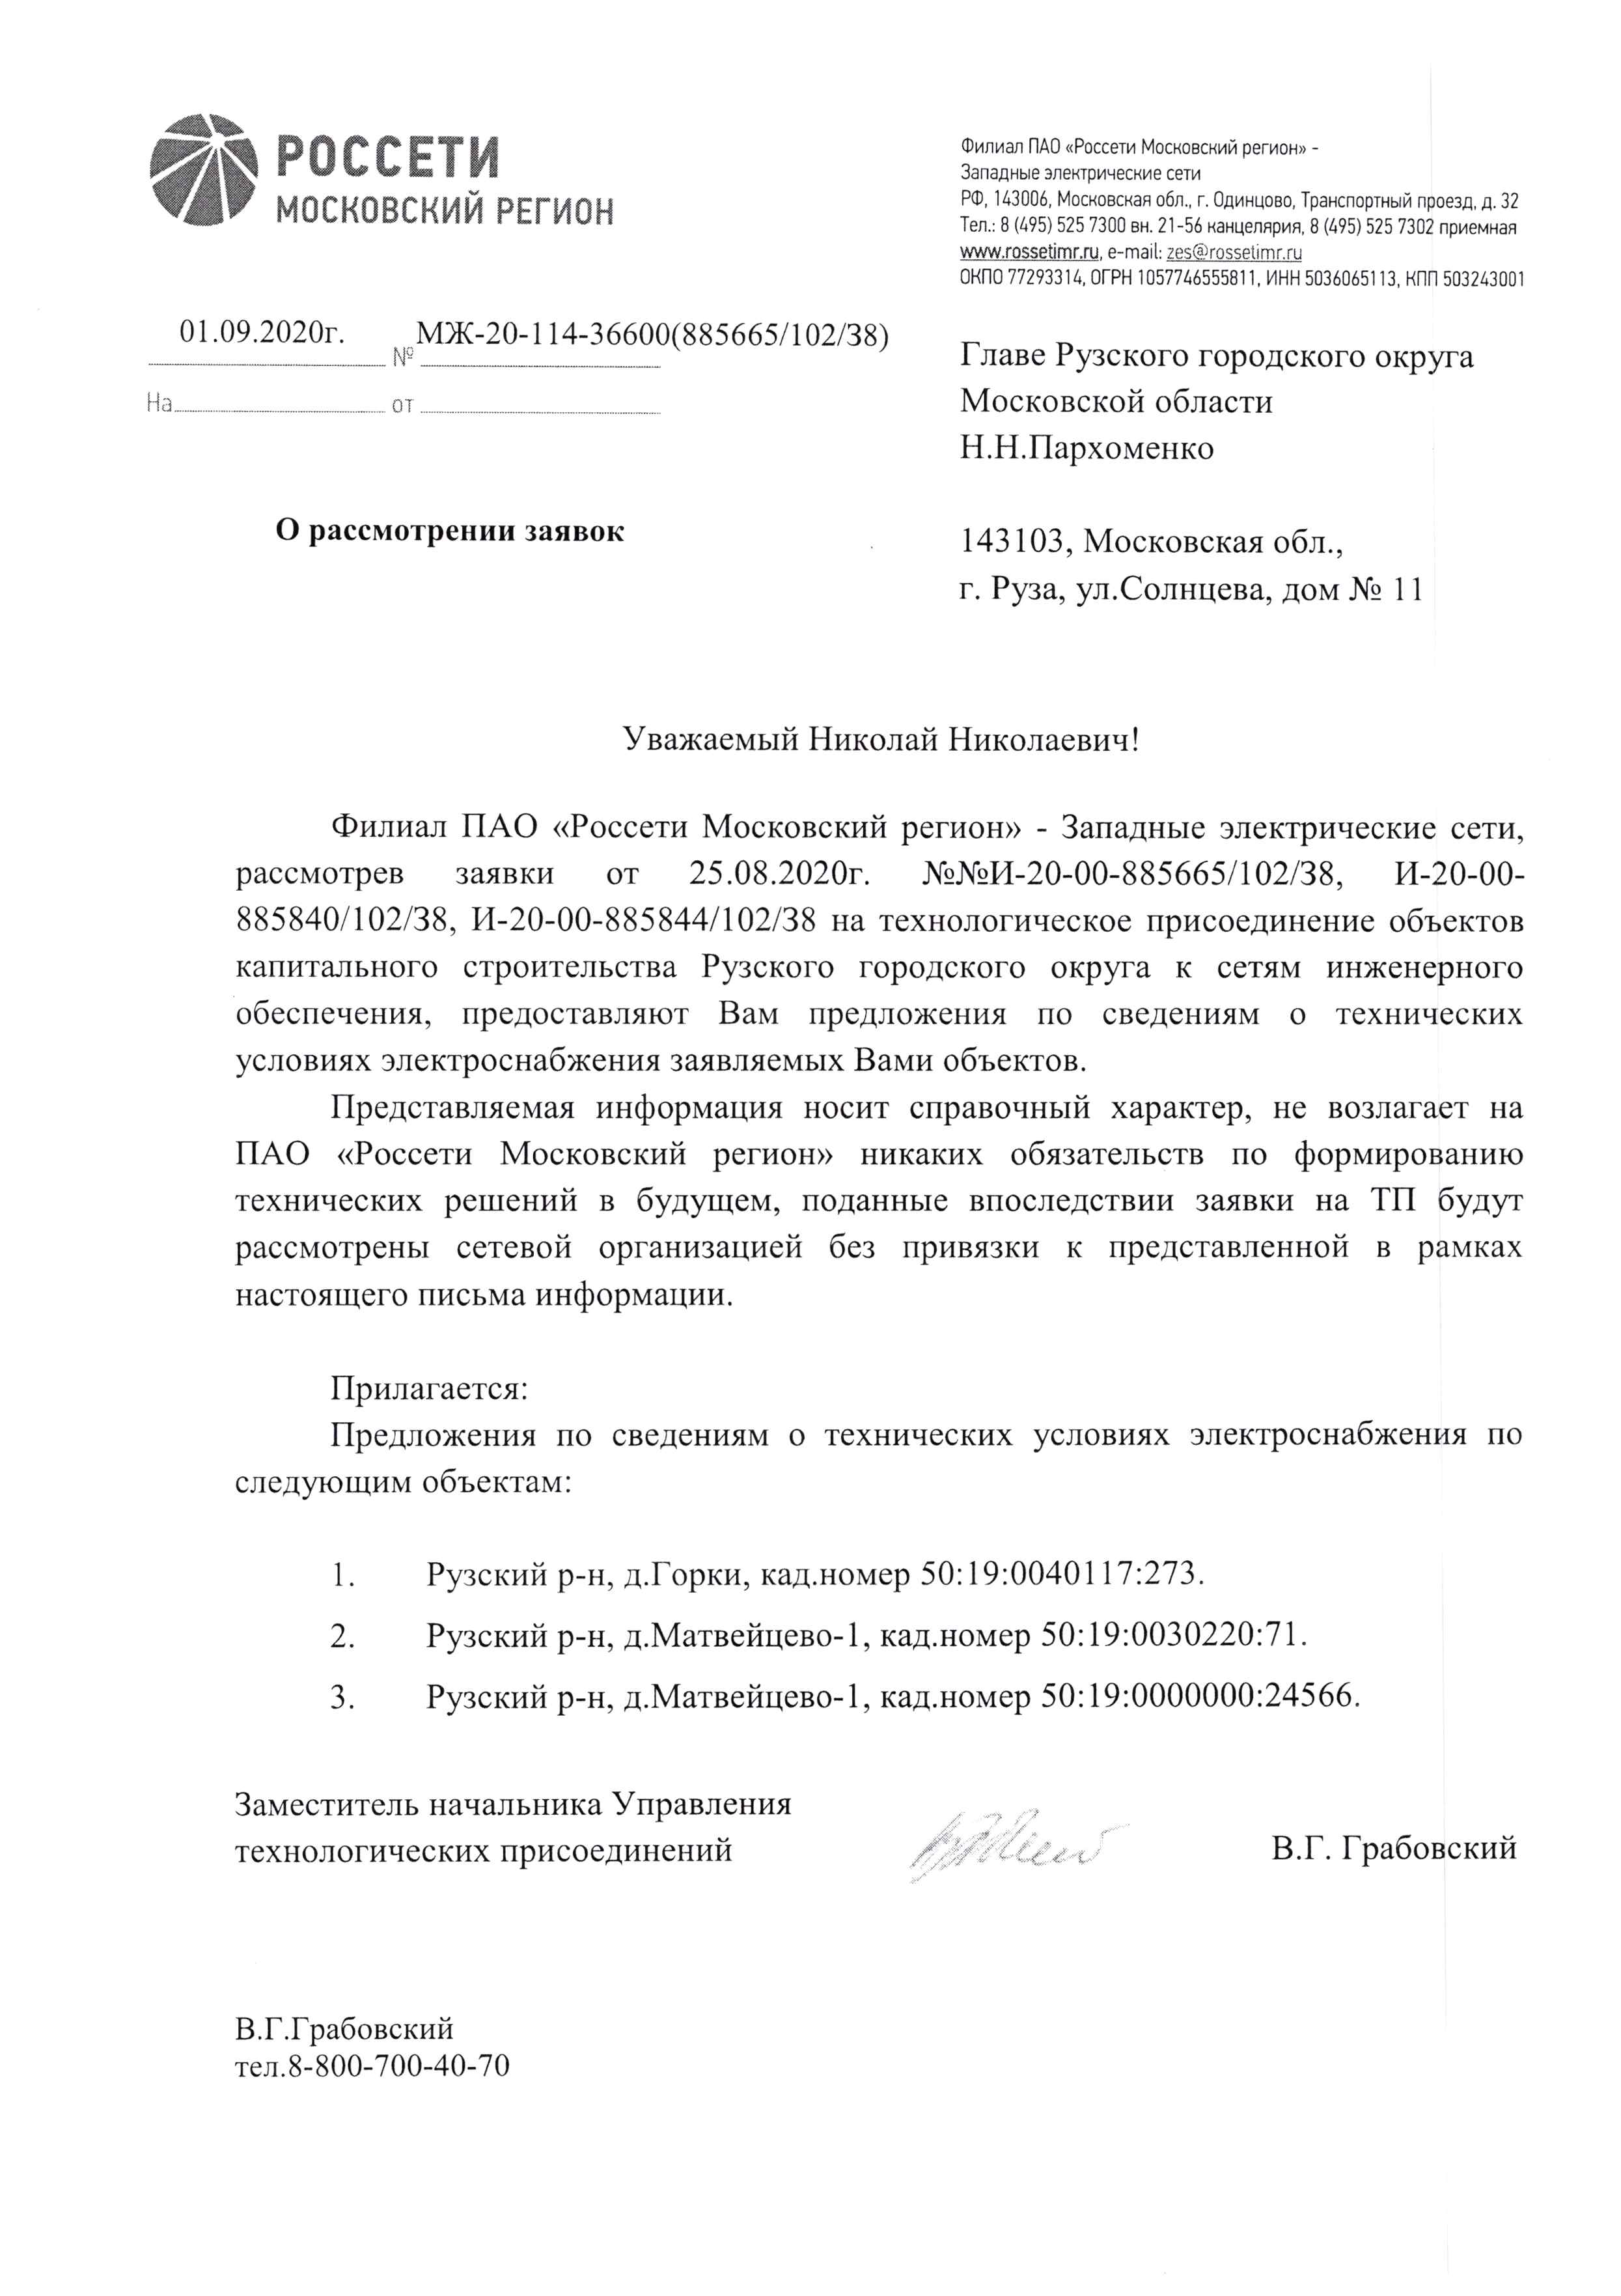 РОССЕТИ
МОСКОВСКИЙ РЕГИОН
Филиал ПАО «Россети Московский регион» -
Западные электрические сети
РФ, 143006, Московская обл., г. Одинцово, Транспортный проезд, д. 32
Тел.: 8 (495) 525 7300 вн. 21-56 канцелярия, 8 (495) 525 7302 приемная
www.rossetimr.ru, e-mail: zes@rossetimr.ru
ОКПО 77293314, ОГРН 1057746555811, ИНН 5036065113, КПП 503243001
01.09.2020г. № МЖ-20-114-36600(885665/102/З8)
На от
Главе Рузского городского округа
Московской области
Н.Н.Пархоменко
О рассмотрении заявок
143103, Московская обл.,
г. Руза, ул.Солнцева, дом № 11
Уважаемый Николай Николаевич!
Филиал ПАО «Россети Московский регион» - Западные электрические сети,
рассмотрев заявки от 25.08.2020г. №№И-20-00-885665/102/З8, И-20-00-
885840/102/З8, И-20-00-885844/102/З8 на технологическое присоединение объектов
капитального строительства Рузского городского округа к сетям инженерного
обеспечения, предоставляют Вам предложения по сведениям о технических
условиях электроснабжения заявляемых Вами объектов.
Представляемая информация носит справочный характер, не возлагает на
ПАО «Россети Московский регион» никаких обязательств по формированию
технических решений в будущем, поданные впоследствии заявки на ТП будут
рассмотрены сетевой организацией без привязки к представленной в рамках
настоящего письма информации.
Прилагается:
Предложения по сведениям о технических условиях электроснабжения по
следующим объектам:
1. Рузский р-н, д.Горки, кад.номер 50:19:0040117:273.
2. Рузский р-н, д.Матвейцево-1, кад.номер 50:19:0030220:71.
3. Рузский р-н, д.Матвейцево-1, кад.номер 50:19:0000000:24566.
Заместитель начальника Управления
технологических присоединений
В.Г. Грабовский
В.Г.Грабовский
тел.8-800-700-40-70